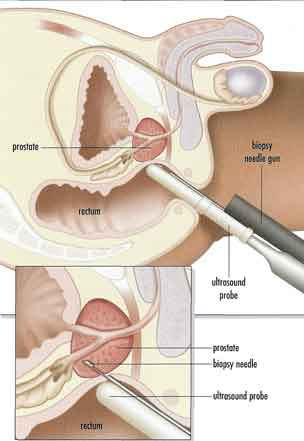 prostate
biopsy
needle gun
rectum
ultrasound
probe
prostate
biopsy needle
ultrasound probe
rectum